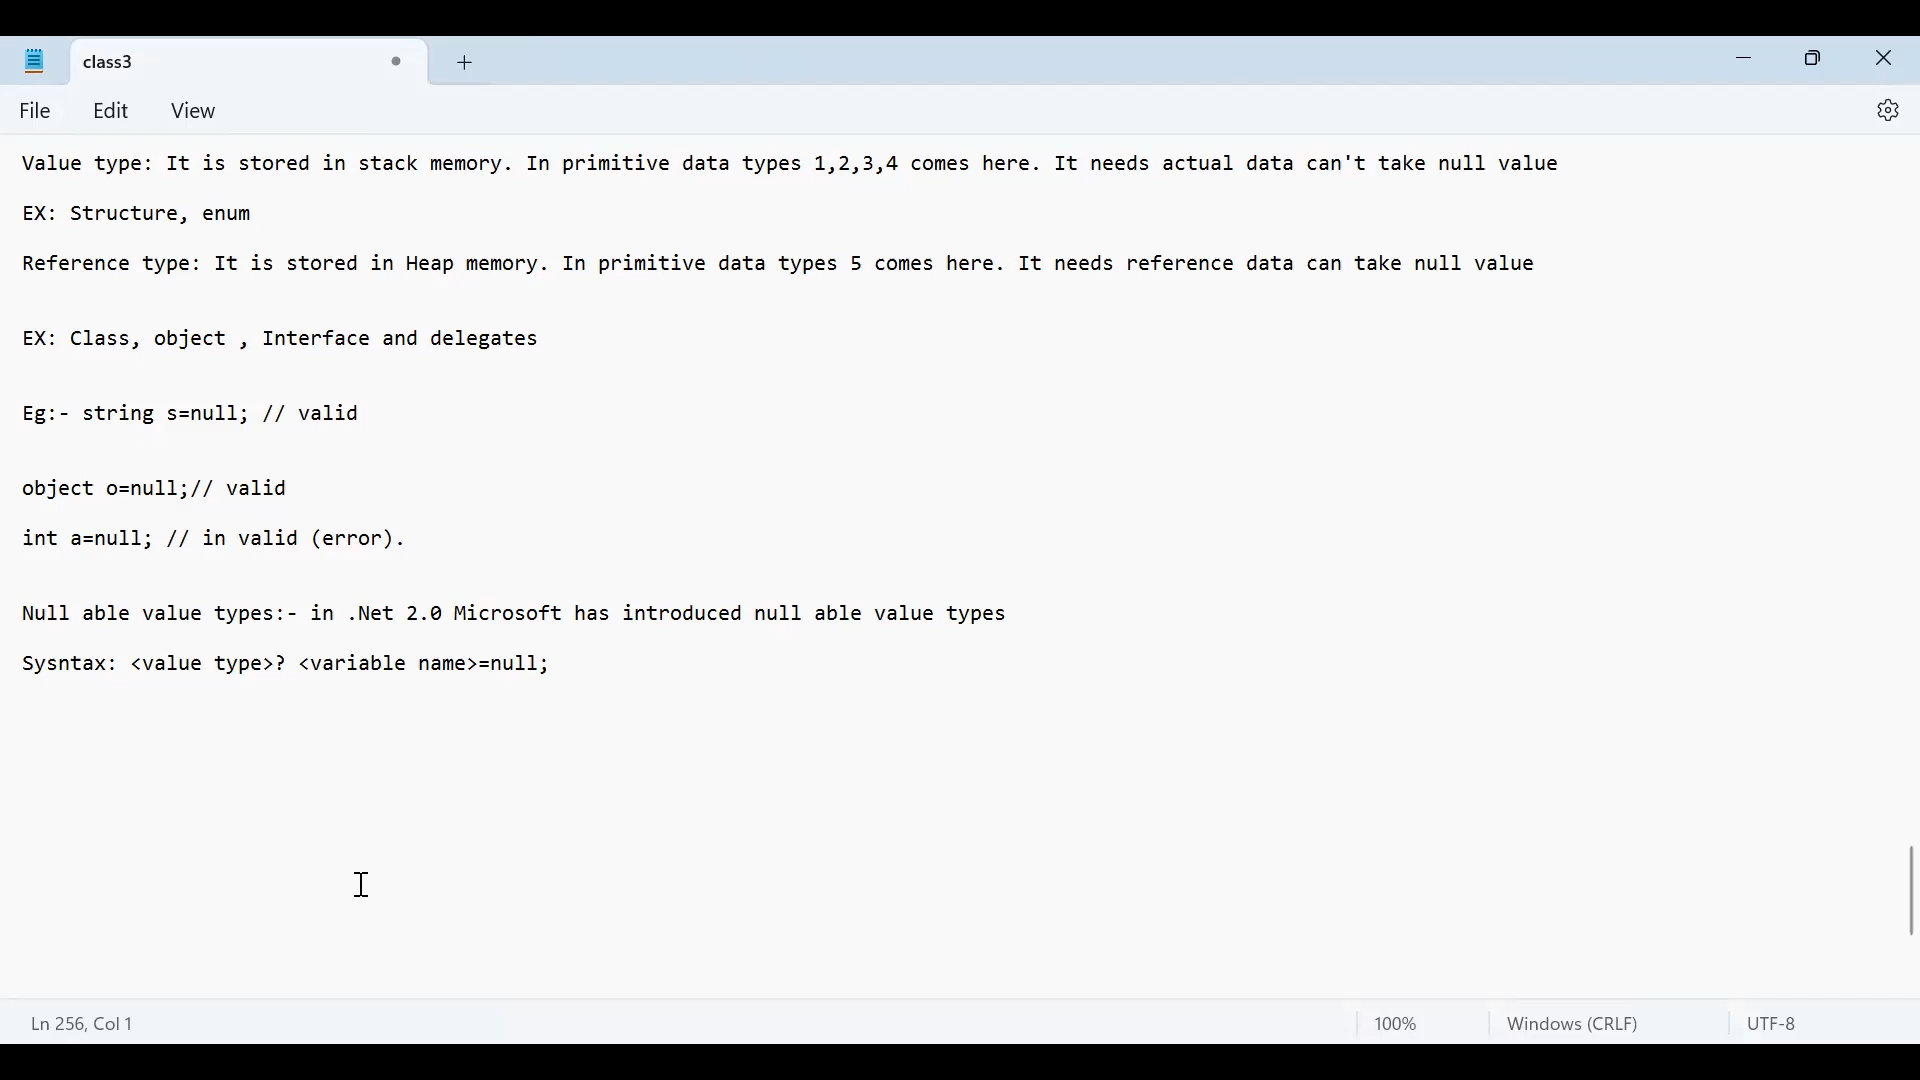 class3
File Edit View
Value type: It is stored in stack memory. In primitive data types 1,2,3,4 comes here. It needs actual data can't take null value
EX: Structure, enum
Reference type: It is stored in Heap memory. In primitive data types 5 comes here. It needs reference data can take null value
EX: Class, object , Interface and delegates
Eg:- string s=null; // valid
object o=null;// valid
int a=null; // in valid (error).
Null able value types:- in .Net 2.0 Microsoft has introduced null able value types
Sysntax: <value type>? <variable name>=null;
Ln 256, Col 1 100% Windows (CRLF) UTF-8